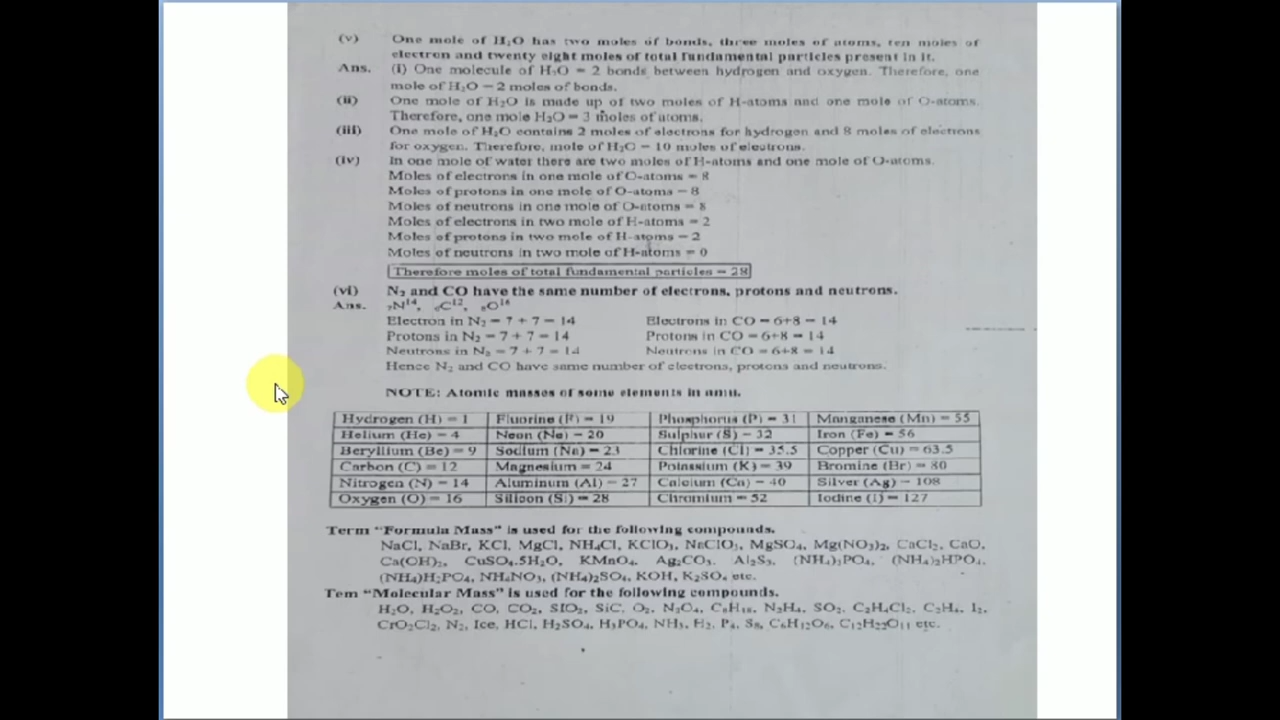 (v) One mole of H₂O has two moles of bonds, three moles of atoms, ten moles of
electron and twenty eight moles of total fundamental particles present in it.
Ans. (i) One molecule of H₂O = 2 bonds between hydrogen and oxygen. Therefore, one
mole of H₂O = 2 moles of bonds.
(ii) One mole of H₂O is made up of two moles of H-atoms and one mole of O-atoms.
Therefore, one mole H₂O = 3 moles of atoms.
(iii) One mole of H₂O contains 2 moles of electrons for hydrogen and 8 moles of electrons
for oxygen. Therefore, mole of H₂O = 10 moles of electrons.
(iv) In one mole of water there are two moles of H-atoms and one mole of O-atoms.
Moles of electrons in one mole of O-atoms = 8
Moles of protons in one mole of O-atoms = 8
Moles of neutrons in one mole of O-atoms = 8
Moles of electrons in two mole of H-atoms = 2
Moles of protons in two mole of H-atoms = 2
Moles of neutrons in two mole of H-atoms = 0
Therefore moles of total fundamental particles = 28
(vi) N₂ and CO have the same number of electrons, protons and neutrons.
Ans. ₇N¹⁴, ₆C¹², ₈O¹⁶
Electron in N₂ = 7 + 7 = 14 Electrons in CO = 6+8 = 14
Protons in N₂ = 7 + 7 = 14 Protons in CO = 6+8 = 14
Neutrons in N₂ = 7 + 7 = 14 Neutrons in CO = 6+8 = 14
Hence N₂ and CO have same number of electrons, protons and neutrons.
NOTE: Atomic masses of some elements in amu.
Hydrogen (H) = 1 Fluorine (F) = 19 Phosphorus (P) = 31 Manganese (Mn) = 55
Helium (He) = 4 Neon (Ne) = 20 Sulphur (S) = 32 Iron (Fe) = 56
Beryllium (Be) = 9 Sodium (Na) = 23 Chlorine (Cl) = 35.5 Copper (Cu) = 63.5
Carbon (C) = 12 Magnesium = 24 Potassium (K) = 39 Bromine (Br) = 80
Nitrogen (N) = 14 Aluminum (Al) = 27 Calcium (Ca) = 40 Silver (Ag) = 108
Oxygen (O) = 16 Silicon (Si) = 28 Chromium = 52 Iodine (I) = 127
Term "Formula Mass" is used for the following compounds.
NaCl, NaBr, KCl, MgCl, NH₄Cl, KClO₃, NaClO₃, MgSO₄, Mg(NO₃)₂, CaCl₂, CaO,
Ca(OH)₂, CuSO₄.5H₂O, KMnO₄, Ag₂CO₃, Al₂S₃, (NH₄)₃PO₄, (NH₄)₂HPO₄,
(NH₄)H₂PO₄, NH₄NO₃, (NH₄)₂SO₄, KOH, K₂SO₄ etc.
Tem "Molecular Mass" is used for the following compounds.
H₂O, H₂O₂, CO, CO₂, SIO₂, SiC, O₂, N₂O₄, C₈H₁₈, N₂H₄, SO₂, C₂H₄Cl₂, C₂H₄, I₂,
CrO₂Cl₂, N₂, Ice, HCl, H₂SO₄, H₃PO₄, NH₃, H₂, P₄, S₈, C₆H₁₂O₆, C₁₂H₂₂O₁₁ etc.